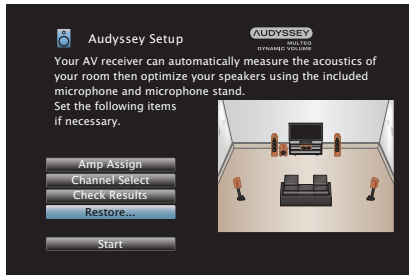 Audyssey Setup
AUDYSSEY
MULTEQ
DYNAMIC VOLUME
Your AV receiver can automatically measure the acoustics of
your room then optimize your speakers using the included
microphone and microphone stand.
Set the following items
if necessary.
Amp Assign
Channel Select
Check Results
Restore...
Start